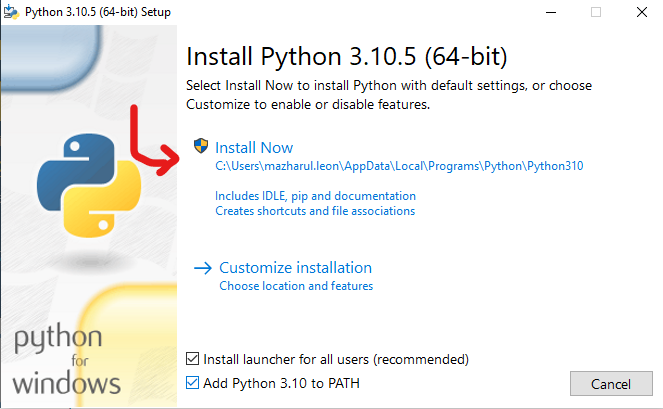 Python 3.10.5 (64-bit) Setup
Install Python 3.10.5 (64-bit)
Select Install Now to install Python with default settings, or choose
Customize to enable or disable features.
Install Now
C:\Users\mazharul.leon\AppData\Local\Programs\Python\Python310
Includes IDLE, pip and documentation
Creates shortcuts and file associations
Customize installation
Choose location and features
python
for
windows
Install launcher for all users (recommended)
Add Python 3.10 to PATH
Cancel